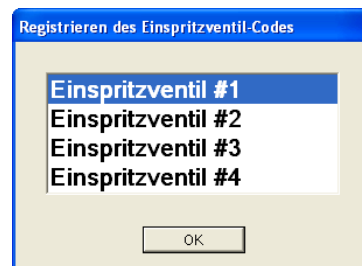 Registrieren des Einspritzventil-Codes
Einspritzventil #1
Einspritzventil #2
Einspritzventil #3
Einspritzventil #4
OK